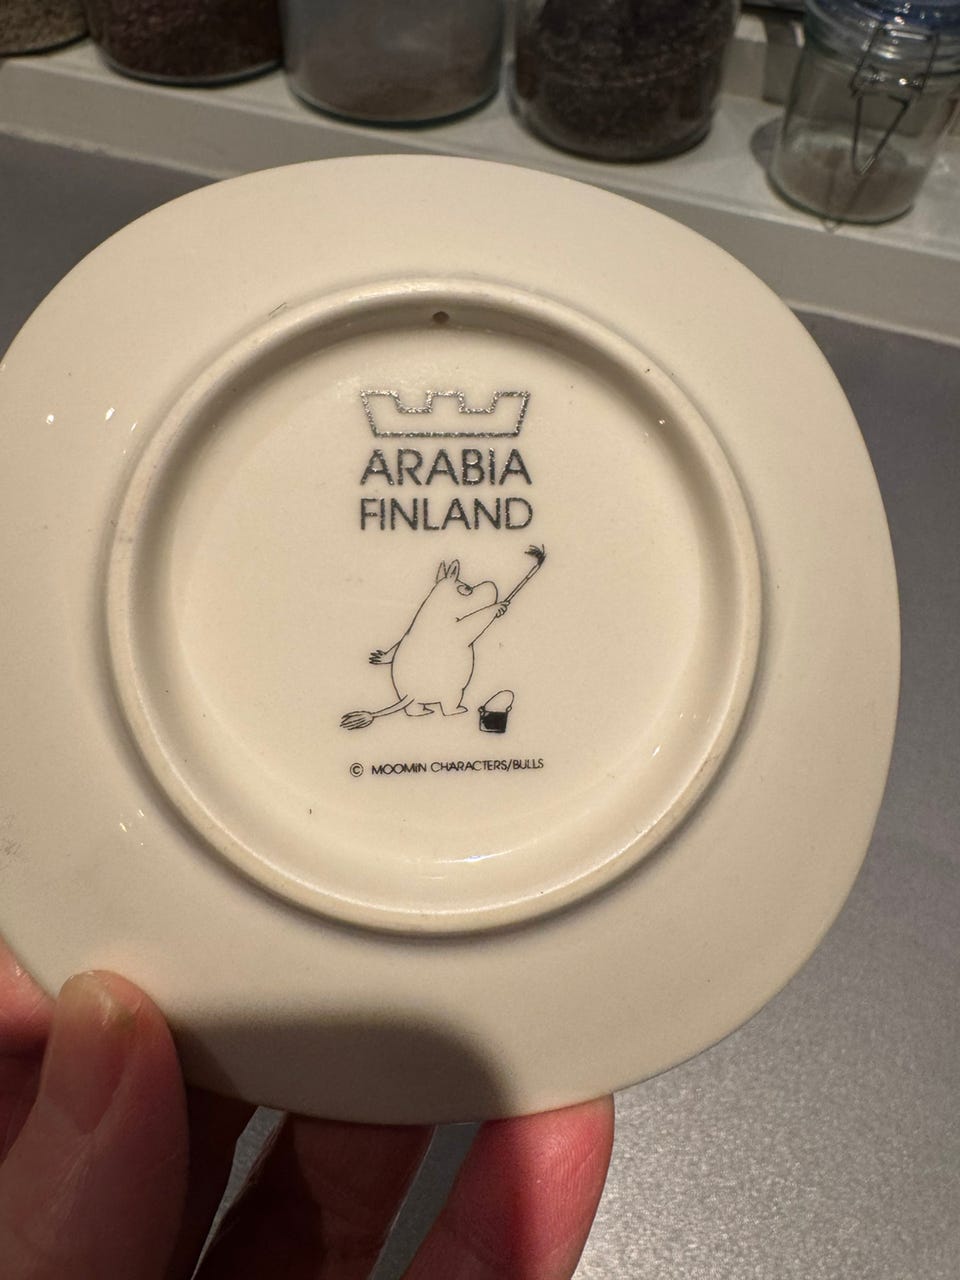 ARABIA
FINLAND
© MOOMIN CHARACTERS/BULLS